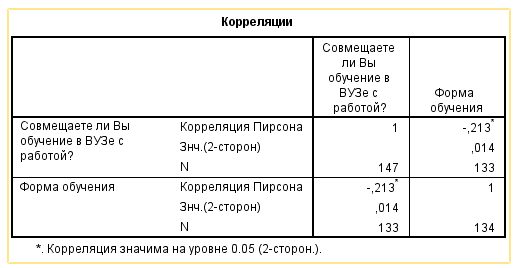 Корреляции
Совмещаете
ли Вы
обучение в
ВУЗе с
работой?
Форма
обучения
Совмещаете ли Вы
обучение в ВУЗе с
работой?
Корреляция Пирсона 1 -,213*
Знч.(2-сторон) ,014
N 147 133
Форма обучения Корреляция Пирсона -,213* 1
Знч.(2-сторон) ,014
N 133 134
*. Корреляция значима на уровне 0.05 (2-сторон.).